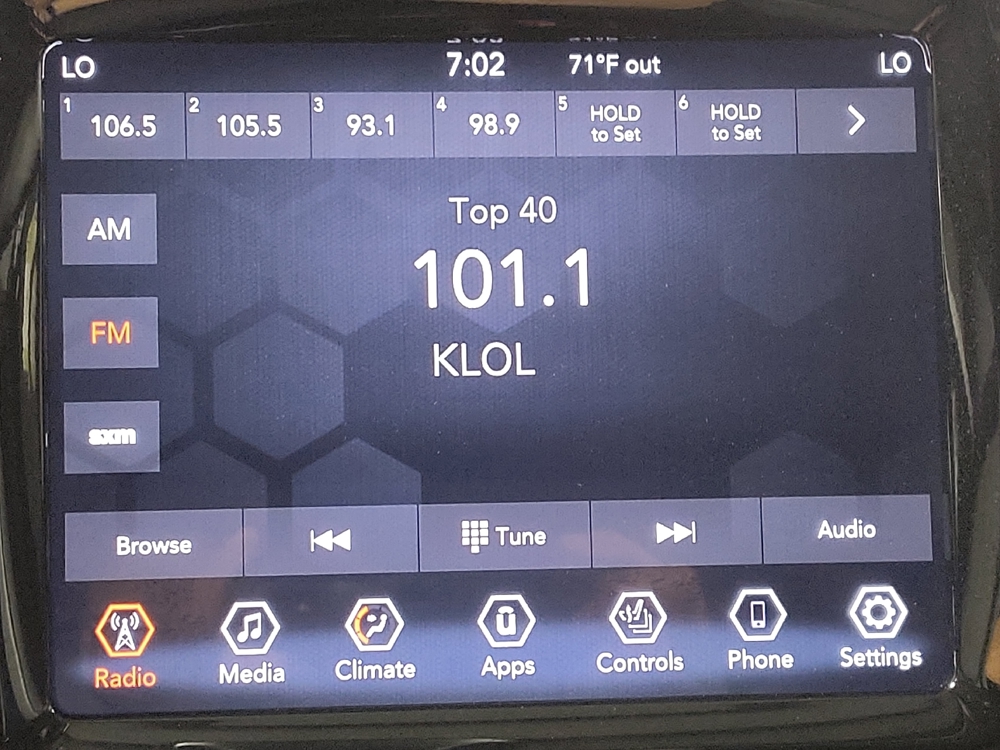 LO 7:02 71°F out LO
1 106.5 2 105.5 3 93.1 4 98.9 5 HOLD to Set 6 HOLD to Set
AM
Top 40
101.1
FM
KLOL
sxm
Browse Tune Audio
Radio Media Climate Apps Controls Phone Settings